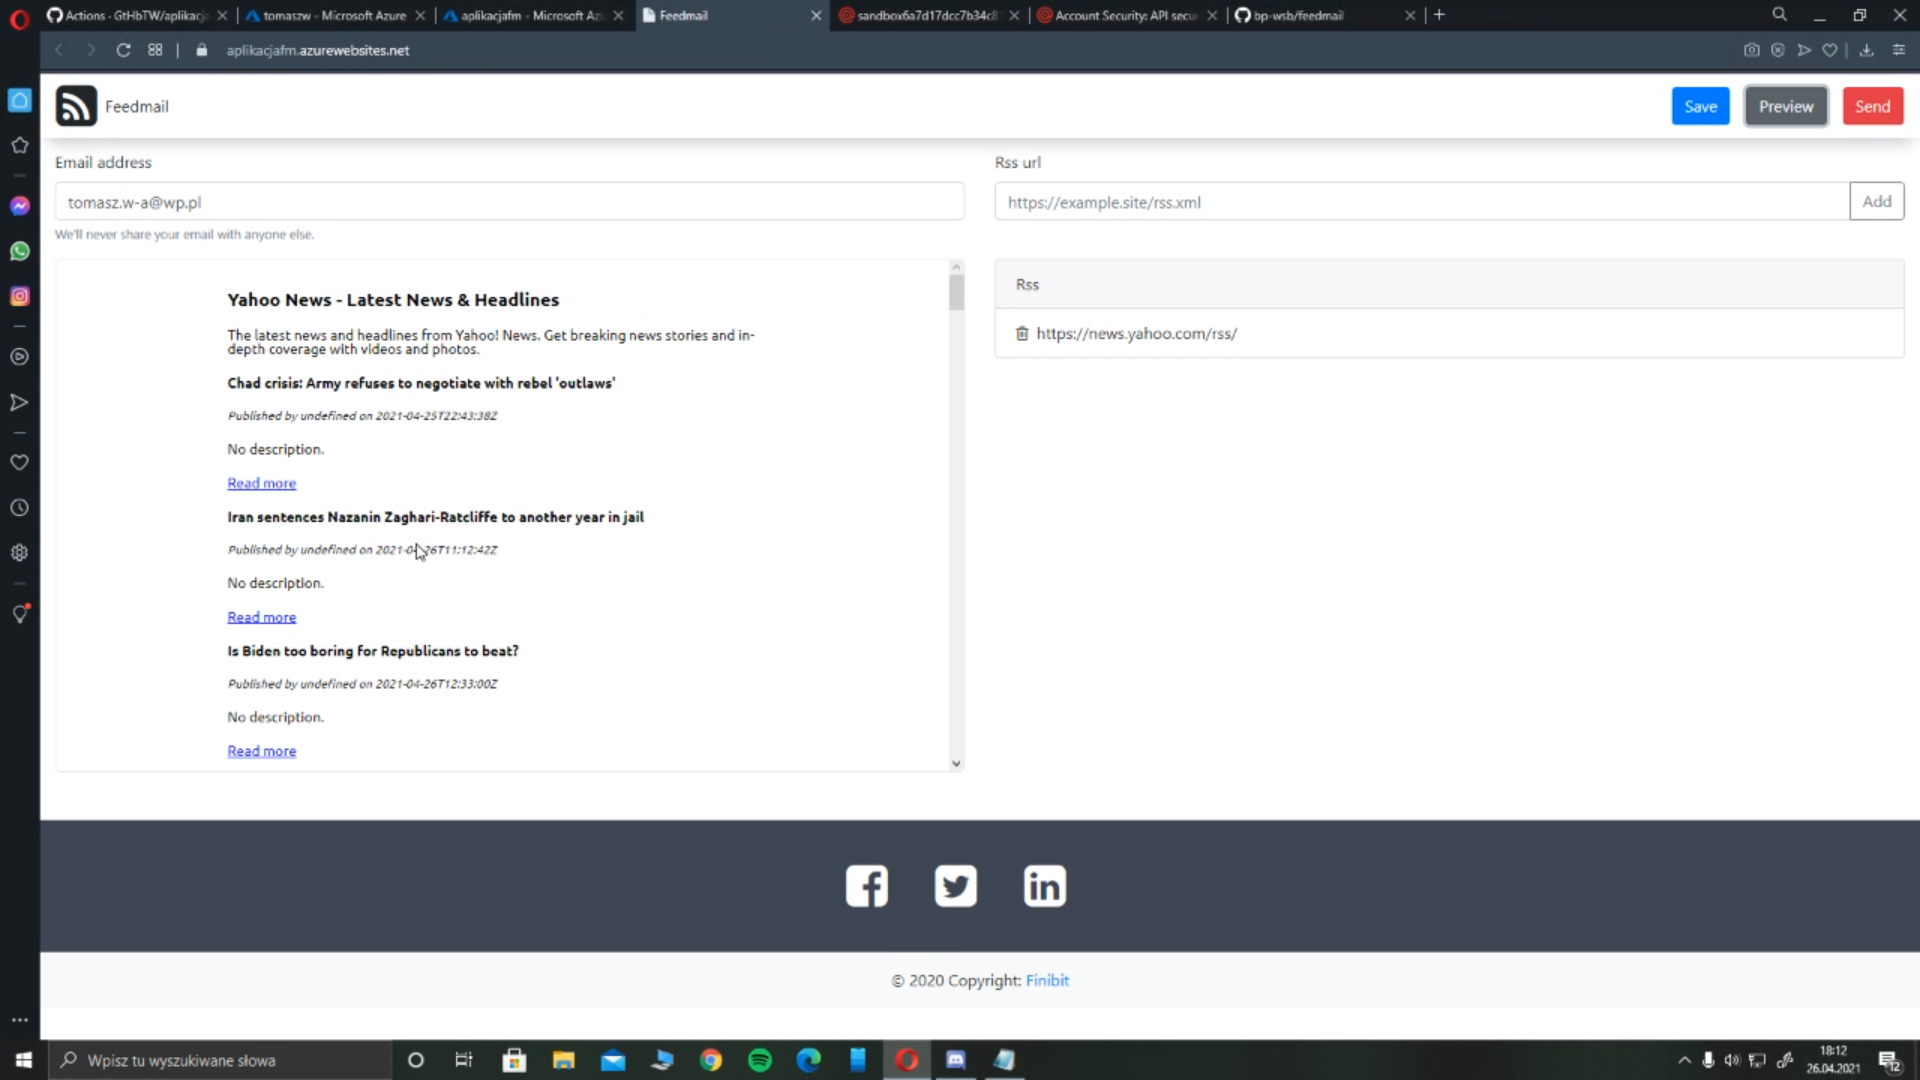 Actions · GtHbTW/aplikacj
tomaszw - Microsoft Azure
aplikacjafm - Microsoft Azu
Feedmail
sandbox6a7d17dcc7b34c8
Account Security: API secu
bp-wsb/feedmail
aplikacjafm.azurewebsites.net
Feedmail
Save
Preview
Send
Email address
Rss url
tomasz.w-a@wp.pl
https://example.site/rss.xml
Add
We'll never share your email with anyone else.
Yahoo News - Latest News & Headlines
The latest news and headlines from Yahoo! News. Get breaking news stories and in-
depth coverage with videos and photos.
Chad crisis: Army refuses to negotiate with rebel 'outlaws'
Published by undefined on 2021-04-25T22:43:38Z
No description.
Read more
Iran sentences Nazanin Zaghari-Ratcliffe to another year in jail
Published by undefined on 2021-04-26T11:12:42Z
No description.
Read more
Is Biden too boring for Republicans to beat?
Published by undefined on 2021-04-26T12:33:00Z
No description.
Read more
Rss
https://news.yahoo.com/rss/
© 2020 Copyright: Finibit
Wpisz tu wyszukiwane słowa
18:12
26.04.2021
12